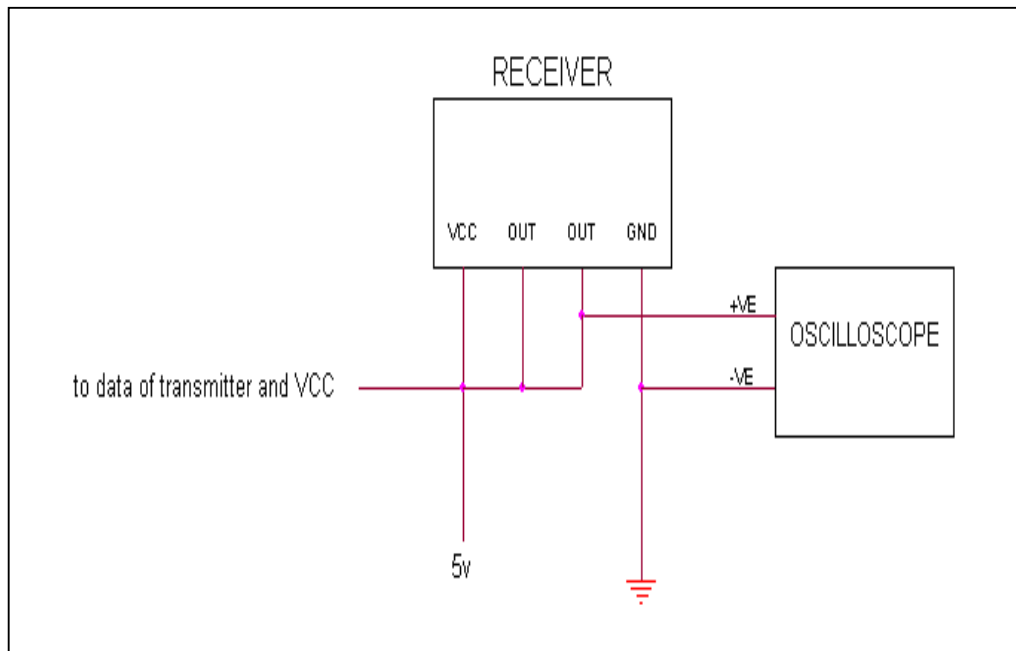 RECEIVER
VCC OUT OUT GND
+VE
OSCILLOSCOPE
-VE
to data of transmitter and VCC
5v